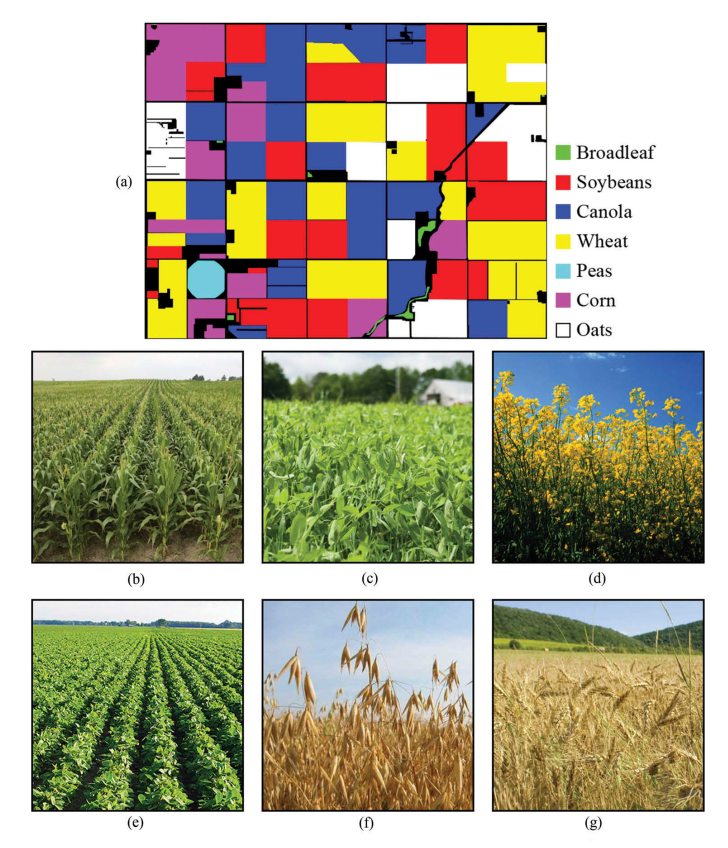 (a)
Broadleaf
Soybeans
Canola
Wheat
Peas
Corn
Oats
(b)
(c)
(d)
(e)
(f)
(g)